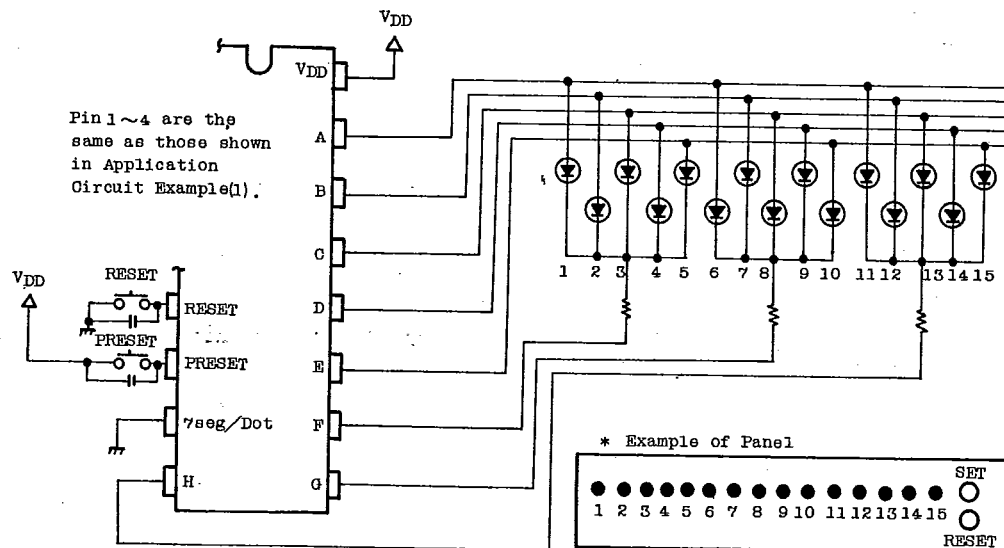 VDD
VDD
A
B
C
D
E
F
G
Pin 1~4 are the
same as those shown
in Application
Circuit Example(1).
VDD
RESET
RESET
PRESET
PRESET
7seg/Dot
H
1 2 3 4 5 6 7 8 9 10 11 12 13 14 15
* Example of Panel
SET
1 2 3 4 5 6 7 8 9 10 11 12 13 14 15
RESET